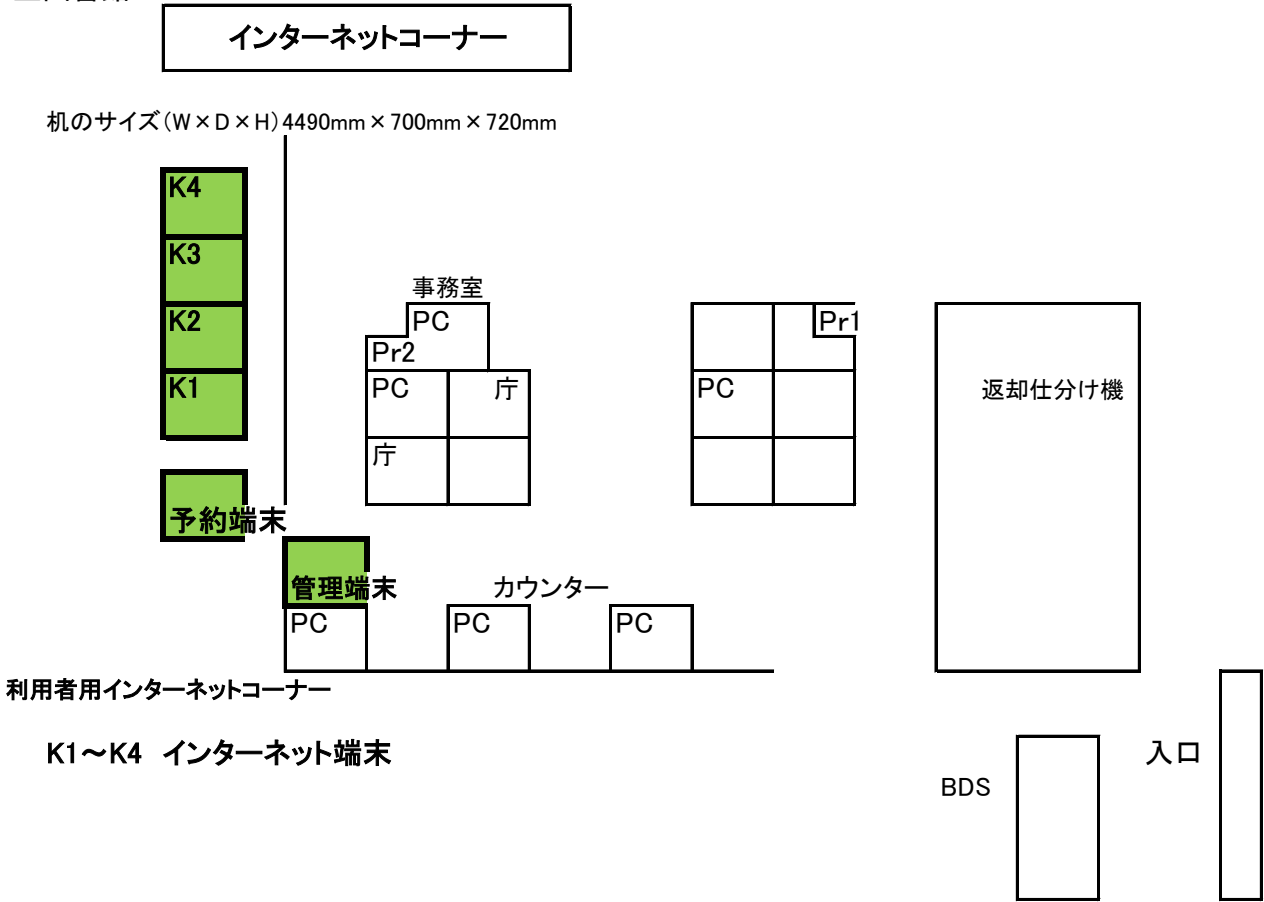 インターネットコーナー
机のサイズ(W×D×H)4490mm×700mm×720mm
K4
K3
K2
K1
予約端末
管理端末
事務室
PC
Pr2
PC
庁
庁
Pr1
PC
返却仕分け機
カウンター
PC
PC
PC
利用者用インターネットコーナー
K1～K4 インターネット端末
入口
BDS